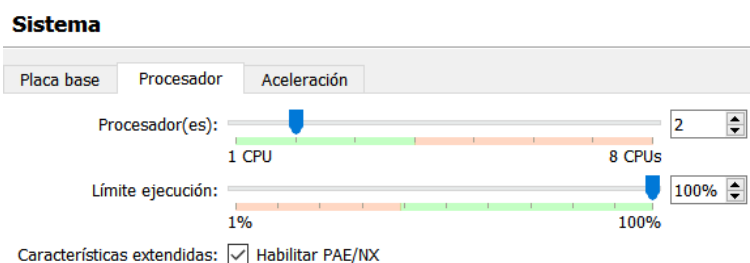 Sistema
Placa base Procesador Aceleración
Procesador(es): 2
1 CPU 8 CPUs
Límite ejecución: 100%
1% 100%
Características extendidas: Habilitar PAE/NX